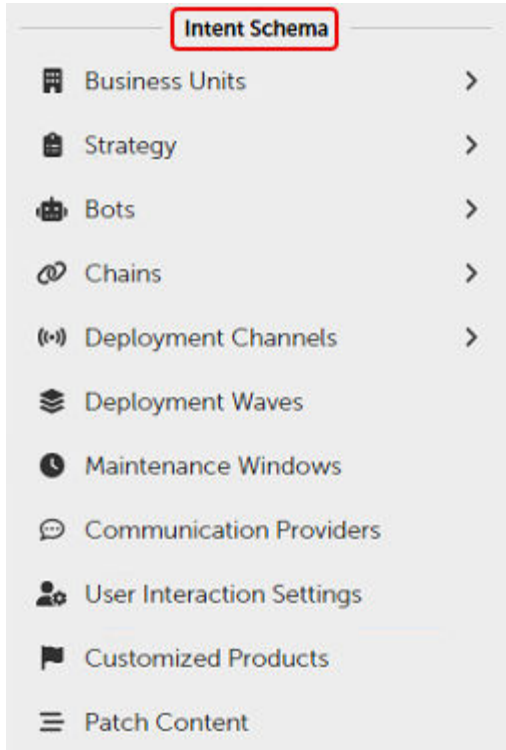 Intent Schema
Business Units
Strategy
Bots
Chains
Deployment Channels
Deployment Waves
Maintenance Windows
Communication Providers
User Interaction Settings
Customized Products
Patch Content